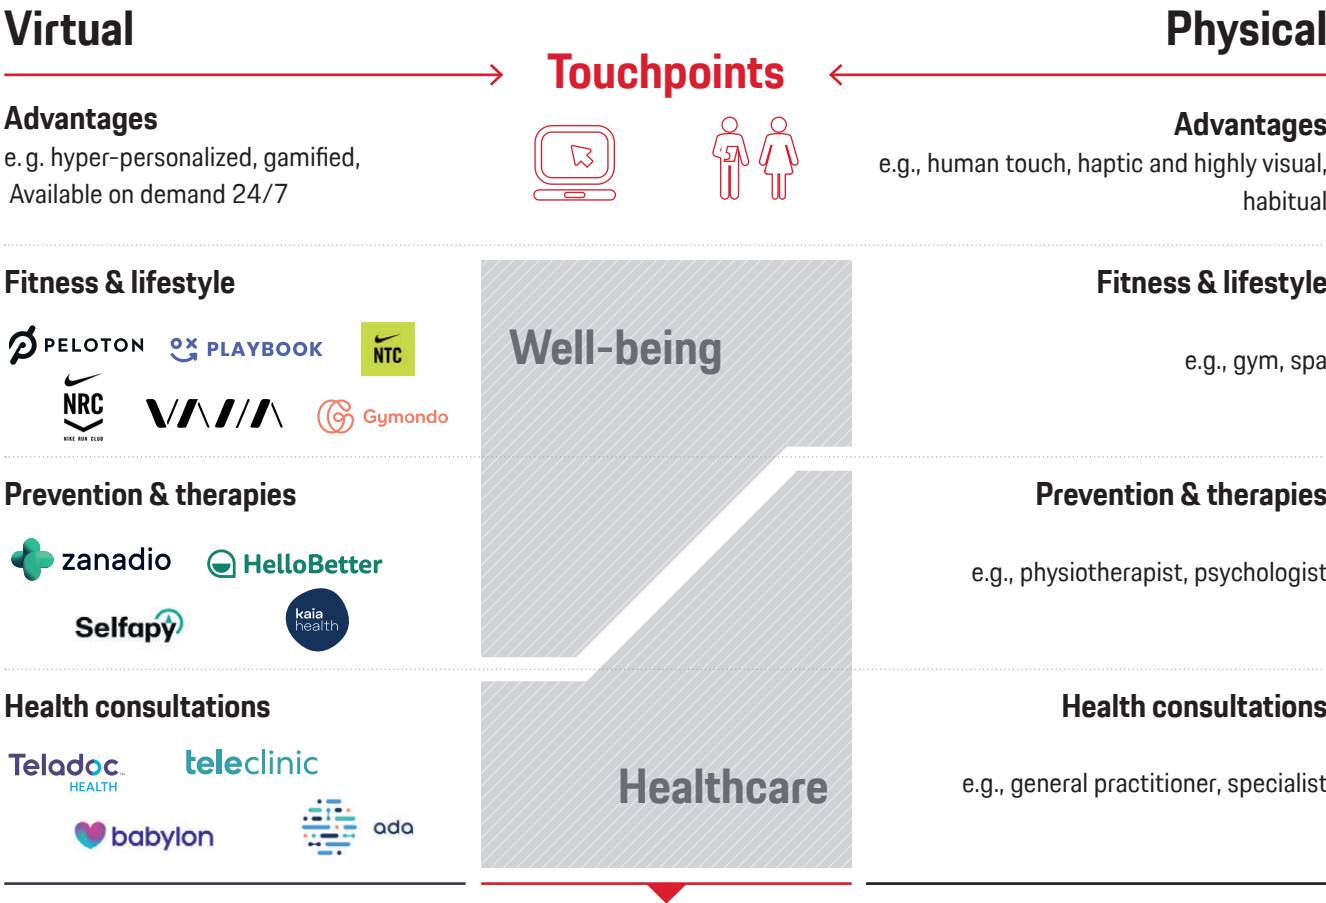 Virtual
Physical
Touchpoints
Advantages
e. g. hyper-personalized, gamified,
Available on demand 24/7
Advantages
e.g., human touch, haptic and highly visual,
habitual
Fitness & lifestyle
PELOTON
PLAYBOOK
NTC
NRC
NIKE RUN CLUB
VAHA
Gymondo
Well-being
Fitness & lifestyle
e.g., gym, spa
Prevention & therapies
zanadio
HelloBetter
Selfapy
kaia
health
Prevention & therapies
e.g., physiotherapist, psychologist
Health consultations
Teladoc™
HEALTH
teleclinic
babylon
ada
Healthcare
Health consultations
e.g., general practitioner, specialist